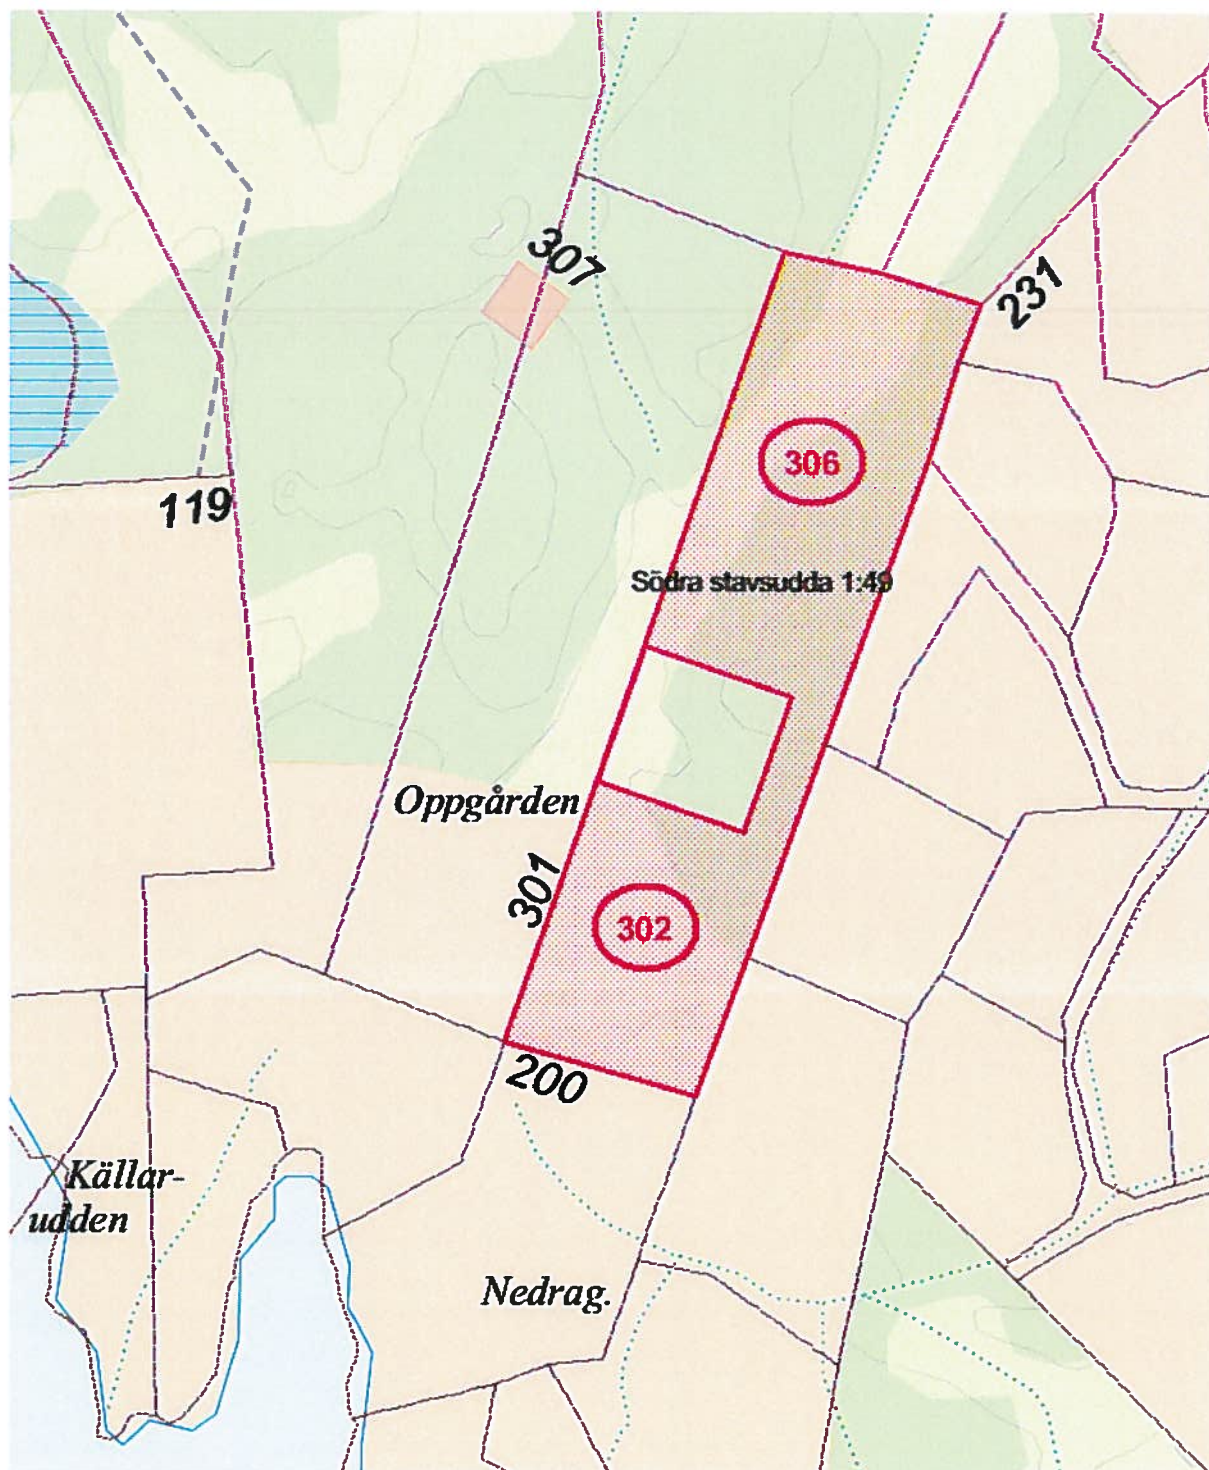 307
231
306
119
Södra stavsudda 1:49
Oppgården
301
302
200
Källar-
udden
Nedrag.